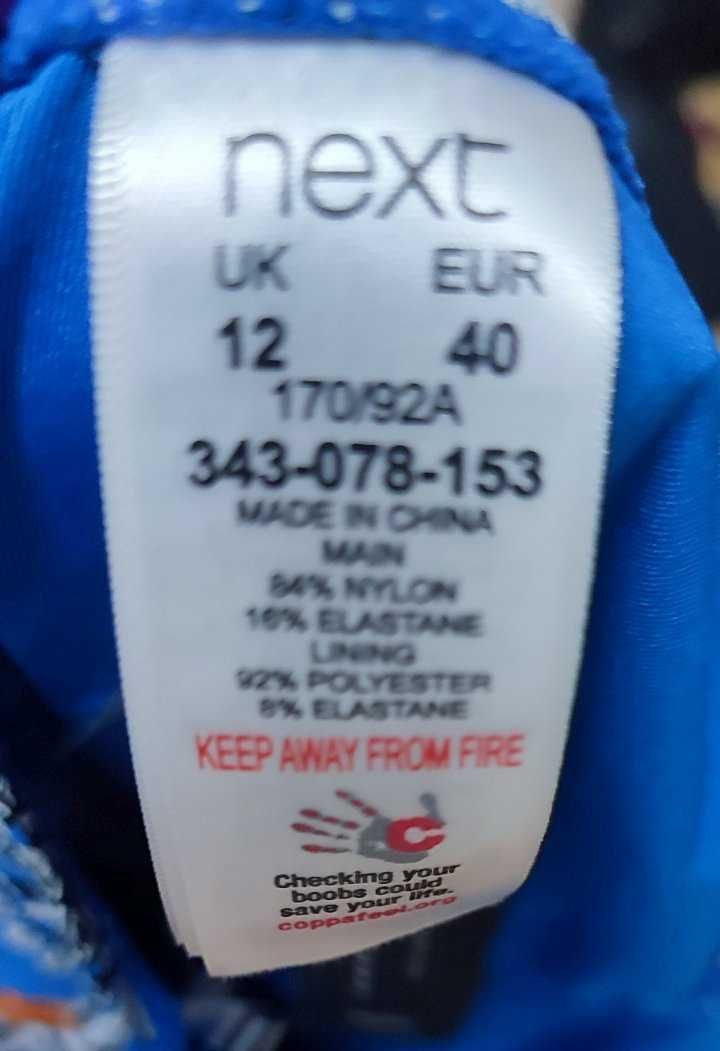 next
UK EUR
12 40
170/92A
343-078-153
MADE IN CHINA
MAIN
84% NYLON
16% ELASTANE
LINING
92% POLYESTER
8% ELASTANE
KEEP AWAY FROM FIRE
C
Checking your
boobs could
save your life.
coppafeel.org